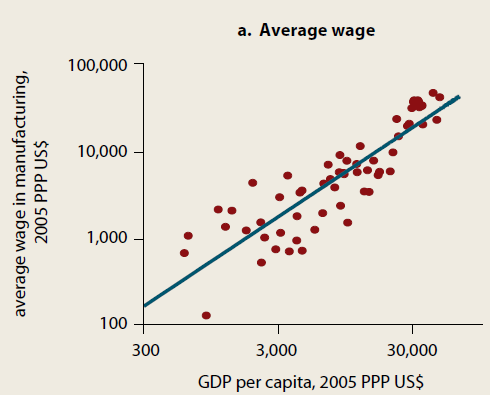 a. Average wage
average wage in manufacturing,
2005 PPP US$
100,000
10,000
1,000
100
300
3,000
30,000
GDP per capita, 2005 PPP US$